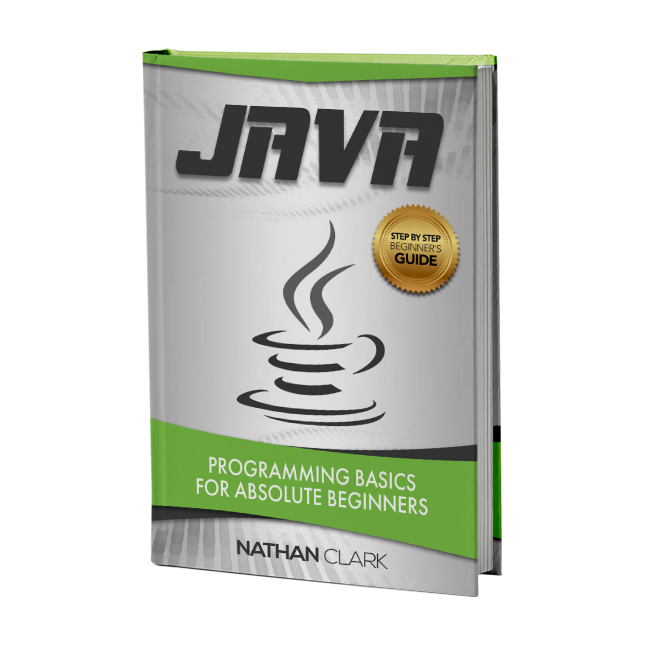 JAVA
STEP BY STEP
BEGINNER'S
GUIDE
PROGRAMMING BASICS
FOR ABSOLUTE BEGINNERS
NATHAN CLARK